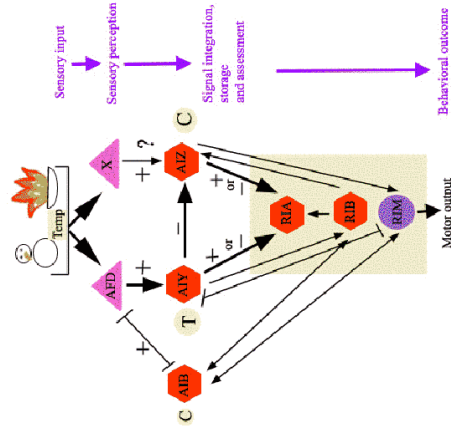 Sensory input
Sensory perception
Signal integration,
storage
and assessment
Behavioral outcome
Temp
AFD
X
+
+
?
+
C
AIB
T
AIY
–
AIZ
C
+
or
–
+
or
–
RIA
RIB
RIM
Motor output